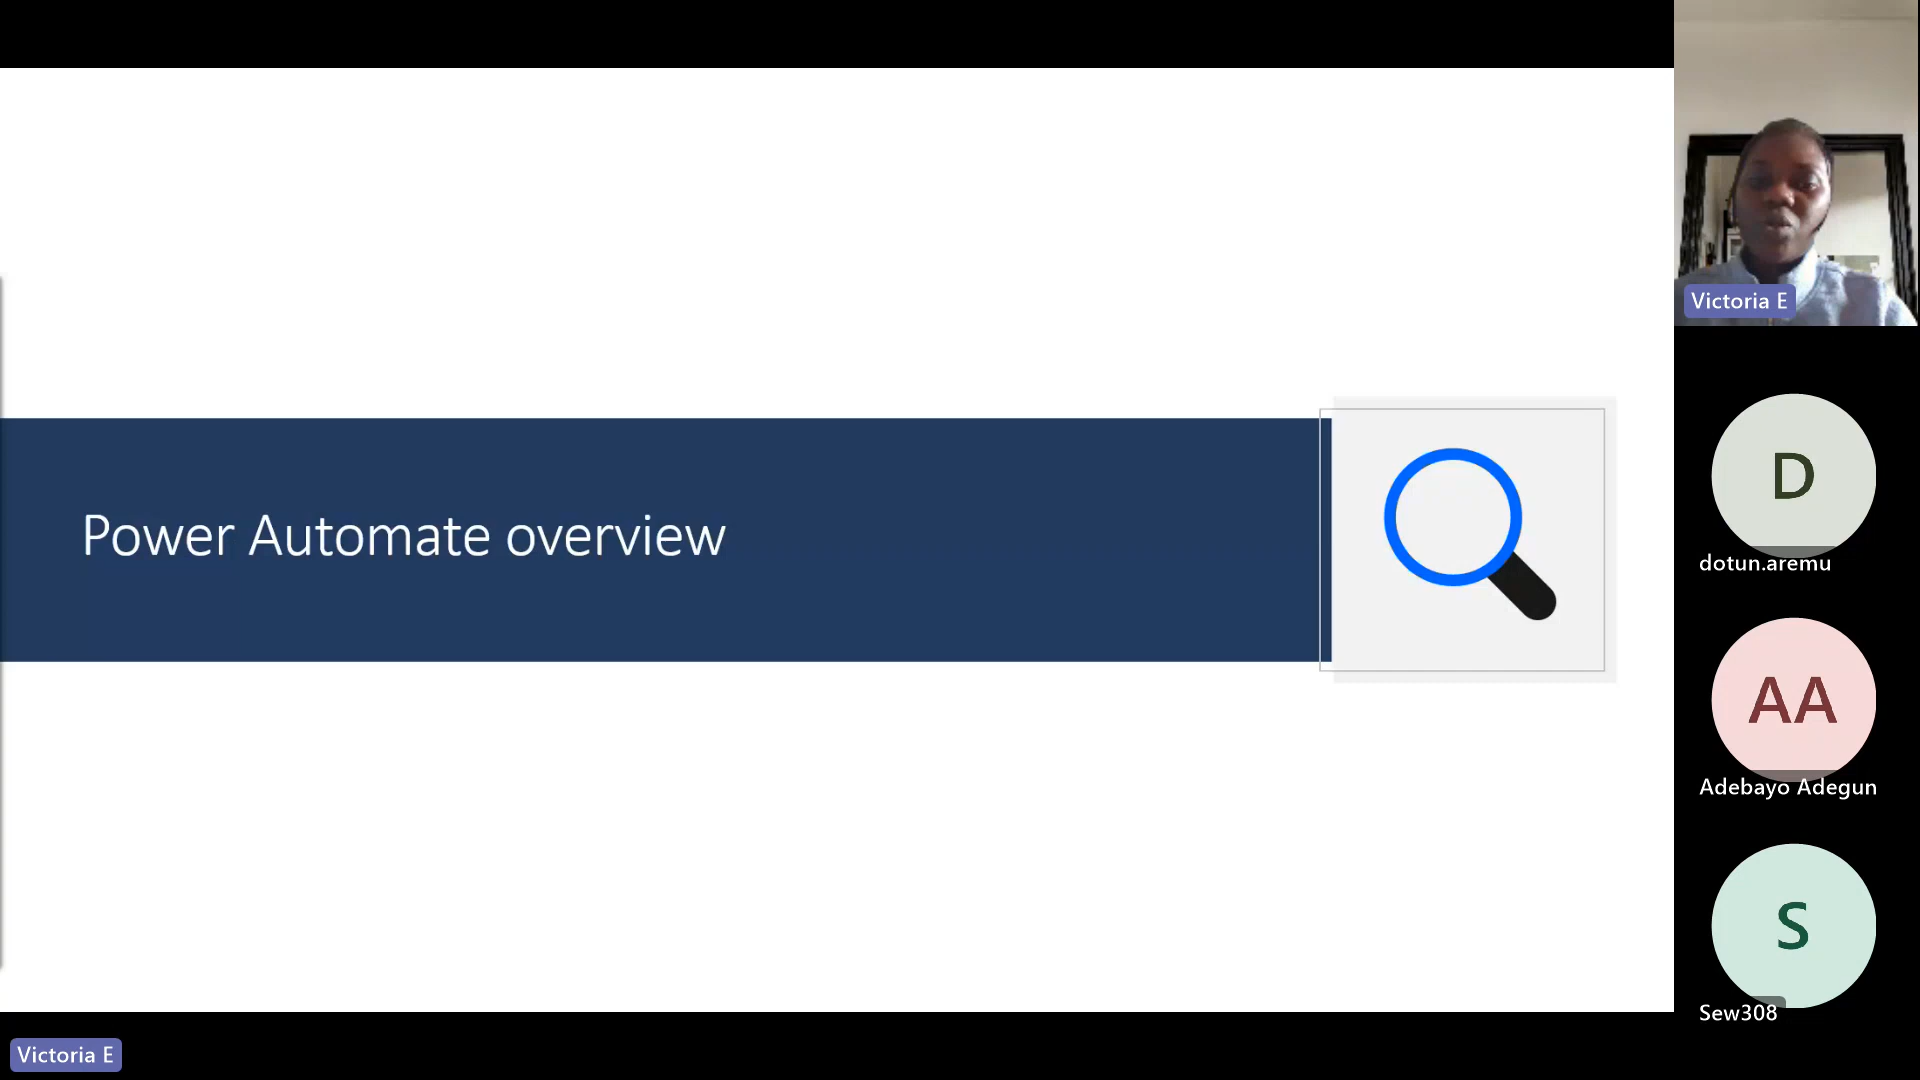 Power Automate overview
Victoria E
D
dotun.aremu
AA
Adebayo Adegun
S
Sew308
Victoria E